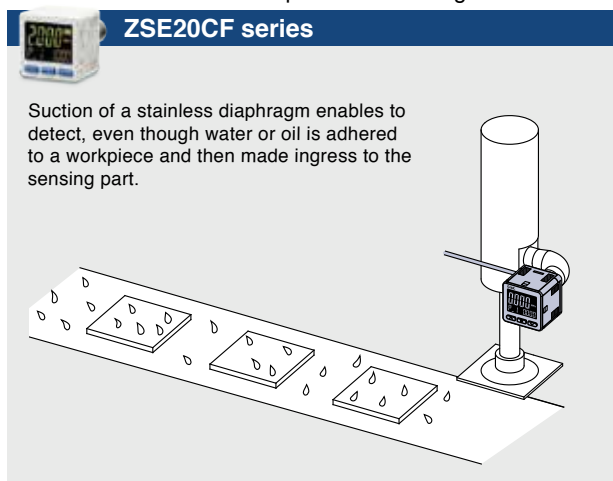 ZSE20CF series
Suction of a stainless diaphragm enables to
detect, even though water or oil is adhered
to a workpiece and then made ingress to the
sensing part.